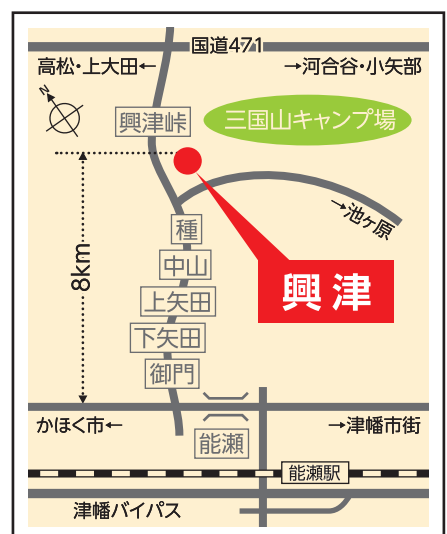 国道471
高松・上大田←
→河合谷・小矢部
N
興津峠
三国山キャンプ場
→池ヶ原
種
8km
中山
興津
上矢田
下矢田
御門
かほく市←
→津幡市街
能瀬
能瀬駅
津幡バイパス